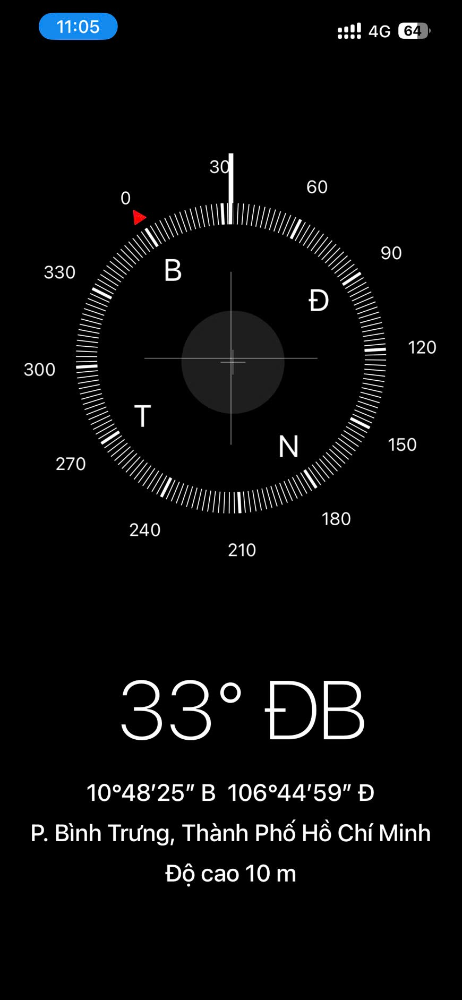 11:05 4G 64
30
0 60
330 90
B
Đ
300 120
T
N
270 150
240 180
210
33° ĐB
10°48′25″ B 106°44′59″ Đ
P. Bình Trưng, Thành Phố Hồ Chí Minh
Độ cao 10 m